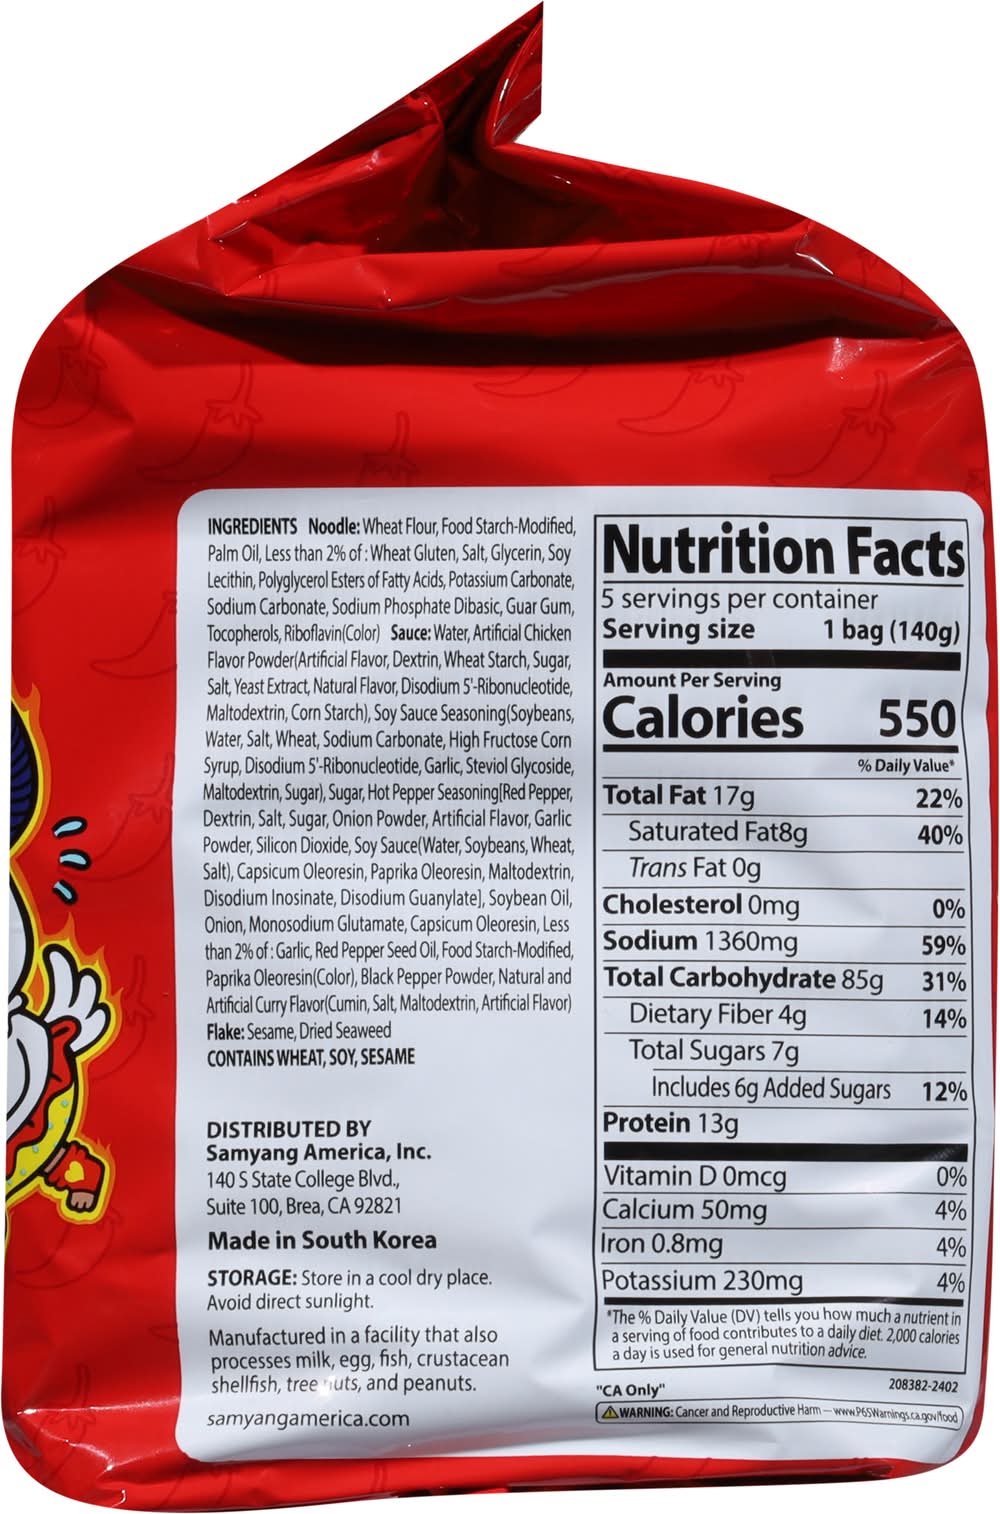 INGREDIENTS Noodle: Wheat Flour, Food Starch-Modified,
Palm Oil, Less than 2% of : Wheat Gluten, Salt, Glycerin, Soy
Lecithin, Polyglycerol Esters of Fatty Acids, Potassium Carbonate,
Sodium Carbonate, Sodium Phosphate Dibasic, Guar Gum,
Tocopherols, Riboflavin(Color) Sauce: Water, Artificial Chicken
Flavor Powder(Artificial Flavor, Dextrin, Wheat Starch, Sugar,
Salt, Yeast Extract, Natural Flavor, Disodium 5'-Ribonucleotide,
Maltodextrin, Corn Starch), Soy Sauce Seasoning(Soybeans,
Water, Salt, Wheat, Sodium Carbonate, High Fructose Corn
Syrup, Disodium 5'-Ribonucleotide, Garlic, Steviol Glycoside,
Maltodextrin, Sugar), Sugar, Hot Pepper Seasoning[Red Pepper,
Dextrin, Salt, Sugar, Onion Powder, Artificial Flavor, Garlic
Powder, Silicon Dioxide, Soy Sauce(Water, Soybeans, Wheat,
Salt), Capsicum Oleoresin, Paprika Oleoresin, Maltodextrin,
Disodium Inosinate, Disodium Guanylate], Soybean Oil,
Onion, Monosodium Glutamate, Capsicum Oleoresin, Less
than 2% of : Garlic, Red Pepper Seed Oil, Food Starch-Modified,
Paprika Oleoresin(Color), Black Pepper Powder, Natural and
Artificial Curry Flavor(Cumin, Salt, Maltodextrin, Artificial Flavor)
Flake: Sesame, Dried Seaweed
CONTAINS WHEAT, SOY, SESAME
DISTRIBUTED BY
Samyang America, Inc.
140 S State College Blvd.,
Suite 100, Brea, CA 92821
Made in South Korea
STORAGE: Store in a cool dry place.
Avoid direct sunlight.
Manufactured in a facility that also
processes milk, egg, fish, crustacean
shellfish, tree nuts, and peanuts.
samyangamerica.com
Nutrition Facts
5 servings per container
Serving size 1 bag (140g)
Amount Per Serving
Calories 550
% Daily Value*
Total Fat 17g 22%
Saturated Fat8g 40%
Trans Fat 0g
Cholesterol 0mg 0%
Sodium 1360mg 59%
Total Carbohydrate 85g 31%
Dietary Fiber 4g 14%
Total Sugars 7g
Includes 6g Added Sugars 12%
Protein 13g
Vitamin D 0mcg 0%
Calcium 50mg 4%
Iron 0.8mg 4%
Potassium 230mg 4%
*The % Daily Value (DV) tells you how much a nutrient in
a serving of food contributes to a daily diet. 2,000 calories
a day is used for general nutrition advice.
208382-2402
"CA Only"
WARNING: Cancer and Reproductive Harm — www.P65Warnings.ca.gov/food